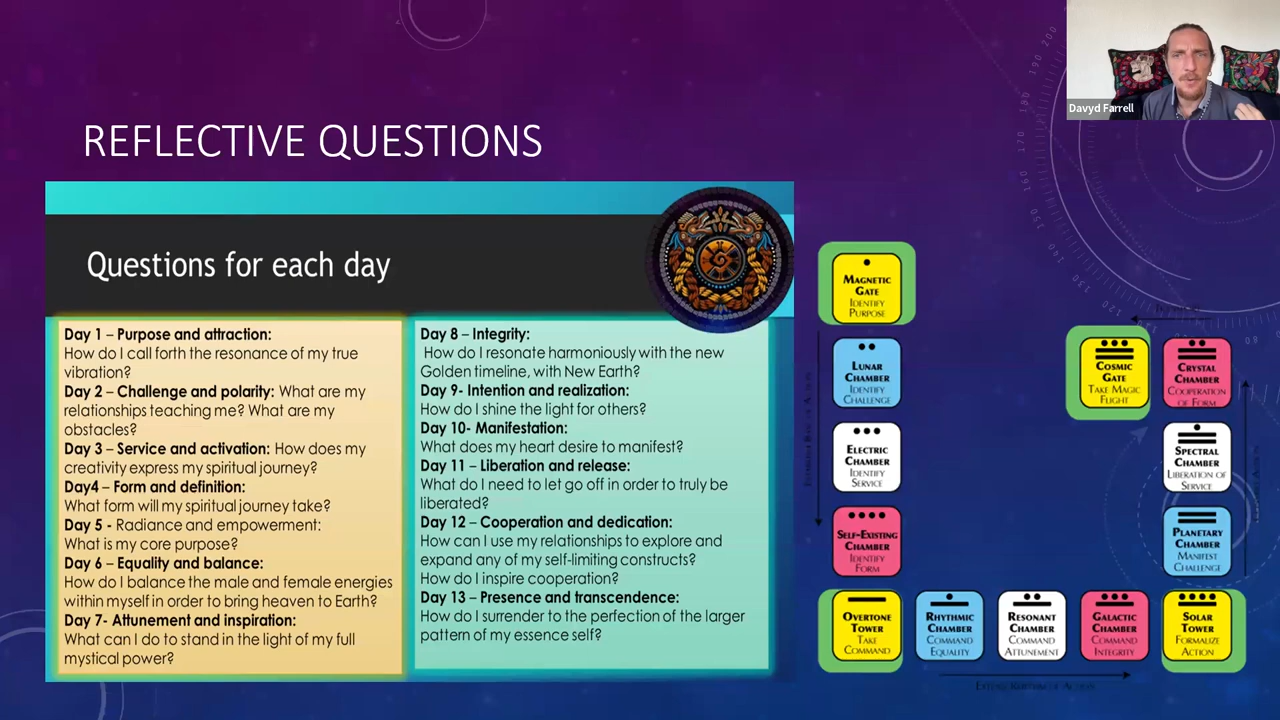 Davyd Farrell
REFLECTIVE QUESTIONS
Questions for each day
Day 1 – Purpose and attraction:
How do I call forth the resonance of my true
vibration?
Day 2 – Challenge and polarity: What are my
relationships teaching me? What are my
obstacles?
Day 3 – Service and activation: How does my
creativity express my spiritual journey?
Day4 – Form and definition:
What form will my spiritual journey take?
Day 5 - Radiance and empowerment:
What is my core purpose?
Day 6 – Equality and balance:
How do I balance the male and female energies
within myself in order to bring heaven to Earth?
Day 7- Attunement and inspiration:
What can I do to stand in the light of my full
mystical power?
Day 8 – Integrity:
How do I resonate harmoniously with the new
Golden timeline, with New Earth?
Day 9- Intention and realization:
How do I shine the light for others?
Day 10- Manifestation:
What does my heart desire to manifest?
Day 11 – Liberation and release:
What do I need to let go off in order to truly be
liberated?
Day 12 – Cooperation and dedication:
How can I use my relationships to explore and
expand any of my self-limiting constructs?
How do I inspire cooperation?
Day 13 – Presence and transcendence:
How do I surrender to the perfection of the larger
pattern of my essence self?
MAGNETIC
GATE
IDENTIFY
PURPOSE
LUNAR
CHAMBER
IDENTIFY
CHALLENGE
ELECTRIC
CHAMBER
IDENTIFY
SERVICE
SELF-EXISTING
CHAMBER
IDENTIFY
FORM
OVERTONE
TOWER
TAKE
COMMAND
RHYTHMIC
CHAMBER
COMMAND
EQUALITY
RESONANT
CHAMBER
COMMAND
ATTUNEMENT
GALACTIC
CHAMBER
COMMAND
INTEGRITY
SOLAR
TOWER
FORMALIZE
ACTION
PLANETARY
CHAMBER
MANIFEST
CHALLENGE
SPECTRAL
CHAMBER
LIBERATION OF
SERVICE
CRYSTAL
CHAMBER
COOPERATION
OF FORM
COSMIC
GATE
TAKE MAGIC
FLIGHT
200
190
180
170
160
150